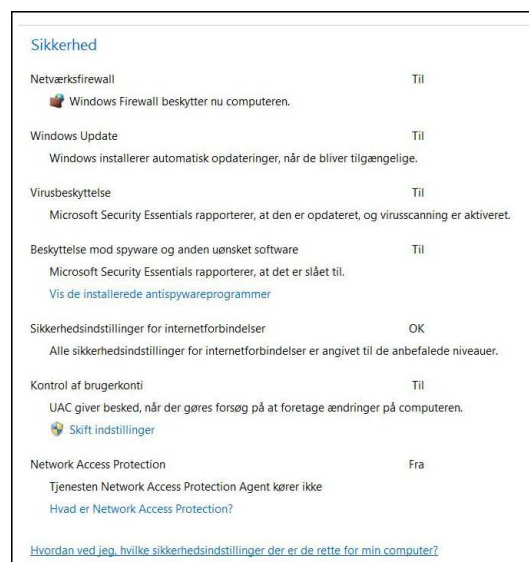 Sikkerhed
Netværksfirewall Til
Windows Firewall beskytter nu computeren.
Windows Update Til
Windows installerer automatisk opdateringer, når de bliver tilgængelige.
Virusbeskyttelse Til
Microsoft Security Essentials rapporterer, at den er opdateret, og virusscanning er aktiveret.
Beskyttelse mod spyware og anden uønsket software Til
Microsoft Security Essentials rapporterer, at det er slået til.
Vis de installerede antispywareprogrammer
Sikkerhedsindstillinger for internetforbindelser OK
Alle sikkerhedsindstillinger for internetforbindelser er angivet til de anbefalede niveauer.
Kontrol af brugerkonti Til
UAC giver besked, når der gøres forsøg på at foretage ændringer på computeren.
Skift indstillinger
Network Access Protection Fra
Tjenesten Network Access Protection Agent kører ikke
Hvad er Network Access Protection?
Hvordan ved jeg, hvilke sikkerhedsindstillinger der er de rette for min computer?